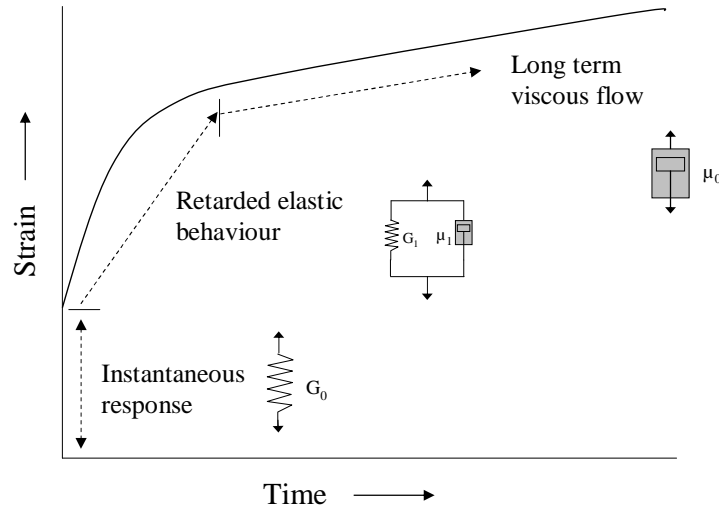 Long term
viscous flow
μ₀
Strain
Retarded elastic
behaviour
G₁
μ₁
Instantaneous
response
G₀
Time